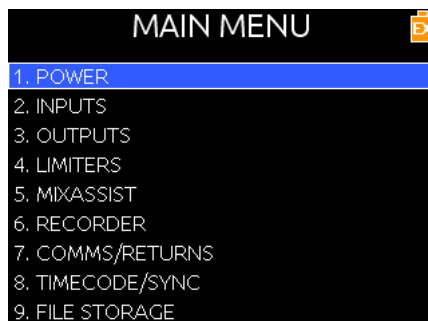 MAIN MENU
1. POWER
2. INPUTS
3. OUTPUTS
4. LIMITERS
5. MIXASSIST
6. RECORDER
7. COMMS/RETURNS
8. TIMECODE/SYNC
9. FILE STORAGE